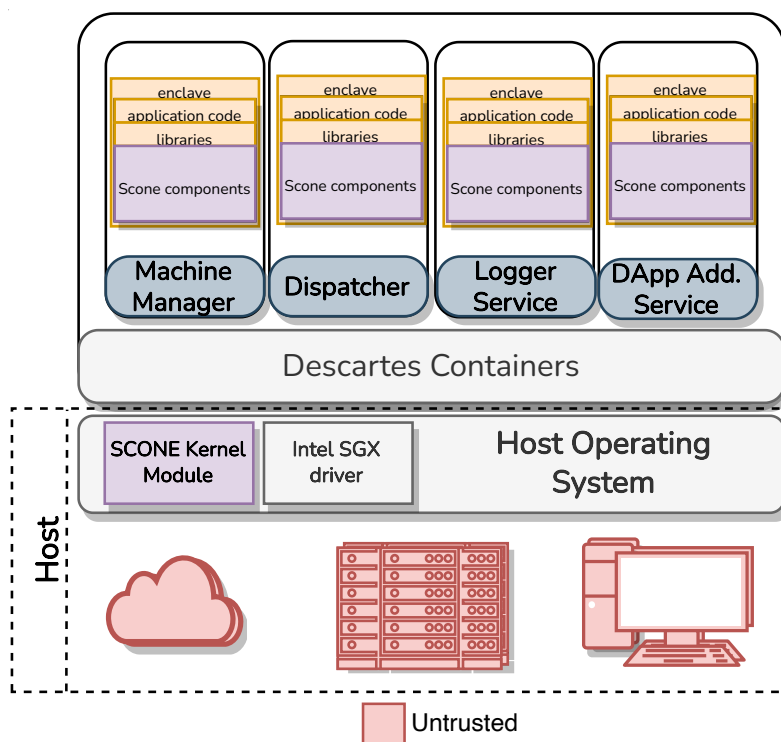 enclave
application code
libraries
Scone components
Machine
Manager
enclave
application code
libraries
Scone components
Dispatcher
enclave
application code
libraries
Scone components
Logger
Service
enclave
application code
libraries
Scone components
DApp Add.
Service
Descartes Containers
Host
SCONE Kernel
Module
Intel SGX
driver
Host Operating
System
Untrusted